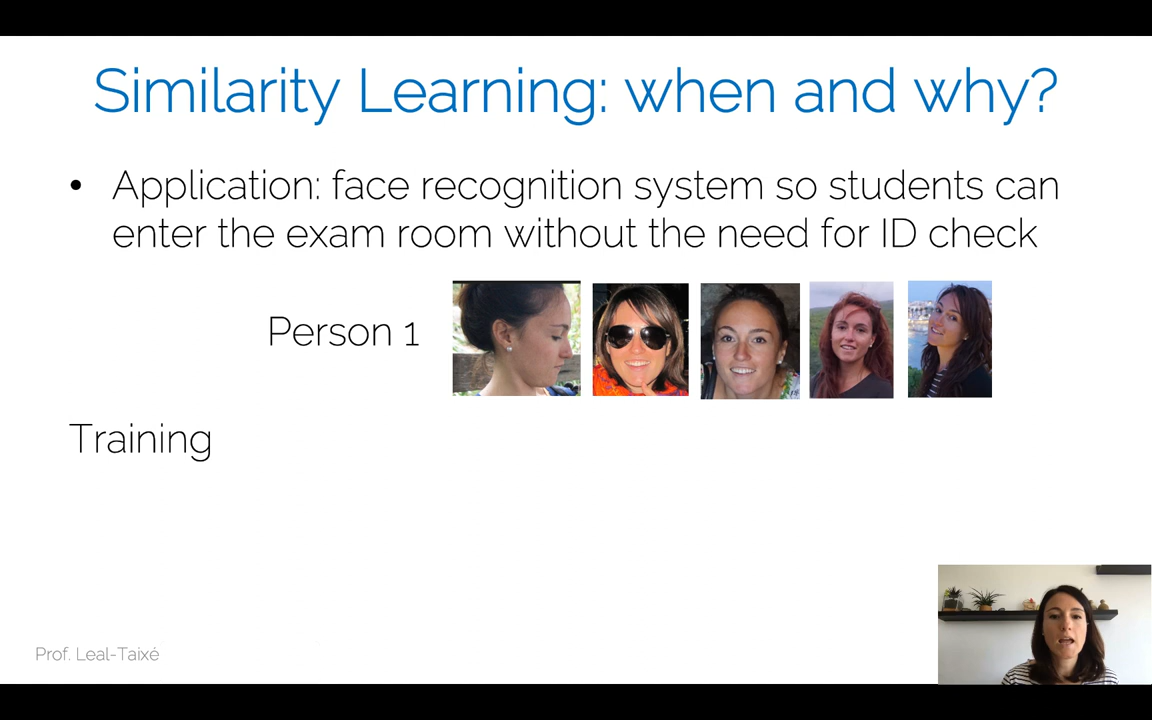 Similarity Learning: when and why?
• Application: face recognition system so students can
enter the exam room without the need for ID check
Person 1
Training
Prof. Leal-Taixé